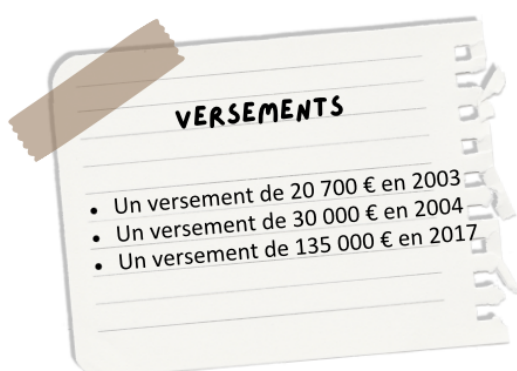 VERSEMENTS
• Un versement de 20 700 € en 2003
• Un versement de 30 000 € en 2004
• Un versement de 135 000 € en 2017